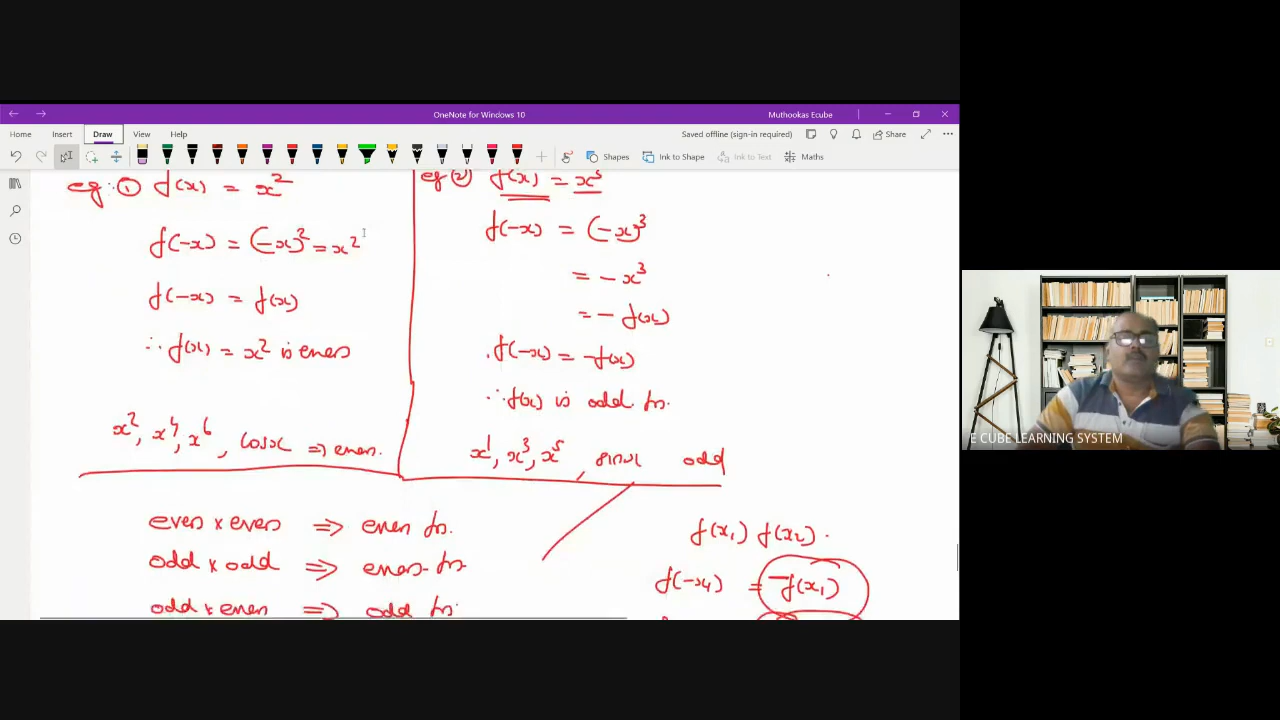 OneNote for Windows 10
Muthookas Ecube
Home Insert Draw View Help
Saved offline (sign-in required) Share
Shapes Ink to Shape Ink to Text Maths
eg : ① f(x) = x²
f(-x) = (-x)² = x²
f(-x) = f(x)
∴ f(x) = x² is even
x², x⁴, x⁶, cosx ⇒ even.
eg ② f(x) = x³
f(-x) = (-x)³
= - x³
= - f(x)
f(-x) = -f(x)
∴ f(x) is odd fn.
x¹, x³, x⁵, sinx odd
even x even ⇒ even fn.
odd x odd ⇒ even fn
odd x even ⇒ odd fn.
f(x₁) f(x₂).
= -f(x₁)
E CUBE LEARNING SYSTEM